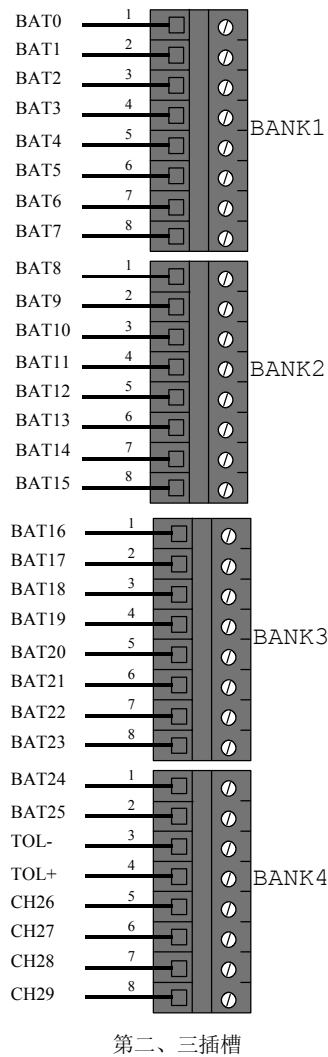 BAT0 1
BAT1 2
BAT2 3
BAT3 4
BANK1
BAT4 5
BAT5 6
BAT6 7
BAT7 8
BAT8 1
BAT9 2
BAT10 3
BAT11 4
BANK2
BAT12 5
BAT13 6
BAT14 7
BAT15 8
BAT16 1
BAT17 2
BAT18 3
BAT19 4
BANK3
BAT20 5
BAT21 6
BAT22 7
BAT23 8
BAT24 1
BAT25 2
TOL- 3
TOL+ 4
BANK4
CH26 5
CH27 6
CH28 7
CH29 8
第二、三插槽